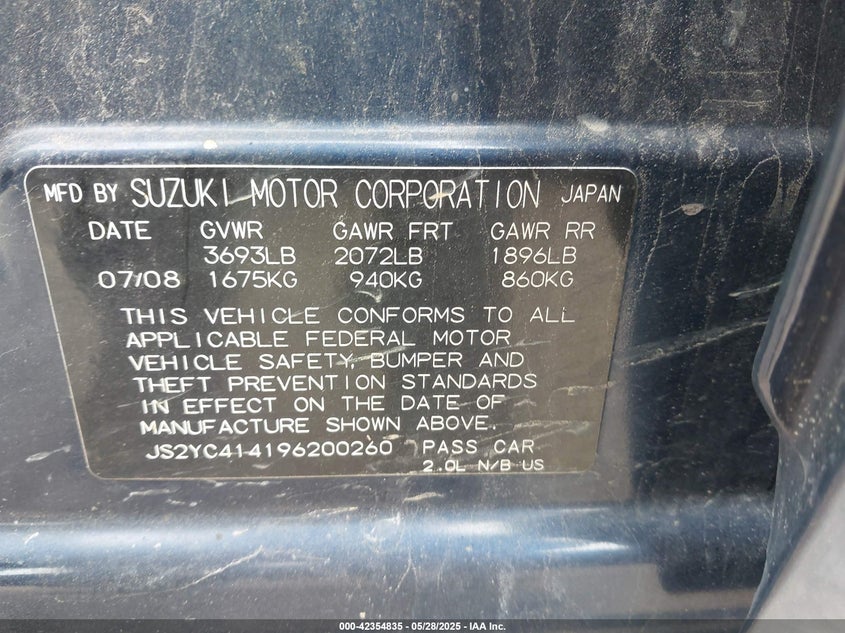 MFD BY SUZUKI MOTOR CORPORATION JAPAN
DATE GVWR GAWR FRT GAWR RR
3693LB 2072LB 1896LB
07/08 1675KG 940KG 860KG
THIS VEHICLE CONFORMS TO ALL
APPLICABLE FEDERAL MOTOR
VEHICLE SAFETY, BUMPER AND
THEFT PREVENTION STANDARDS
IN EFFECT ON THE DATE OF
MANUFACTURE SHOWN ABOVE.
JS2YC414196200260 PASS CAR
2.0L N/B US
000-42354835 - 05/28/2025 - IAA Inc.